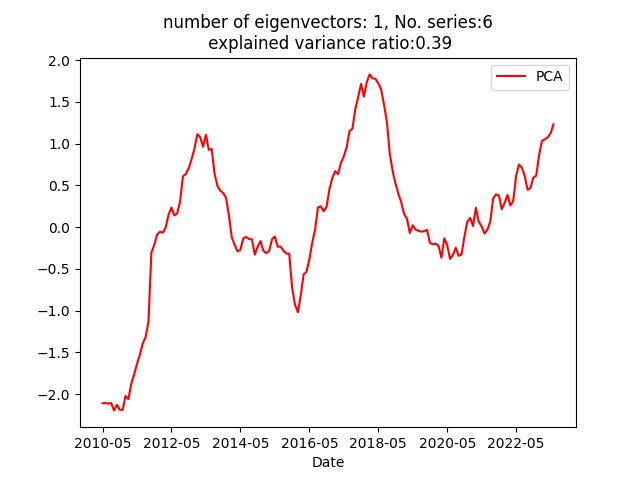 number of eigenvectors: 1, No. series:6
explained variance ratio:0.39
PCA
2.0
1.5
1.0
0.5
0.0
−0.5
−1.0
−1.5
−2.0
2010-05 2012-05 2014-05 2016-05 2018-05 2020-05 2022-05
Date